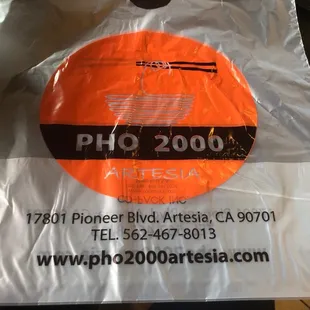 PHO 2000
ARTESIA
17801 Pioneer Blvd. Artesia, CA 90701
TEL. 562-467-8013
www.pho2000artesia.com